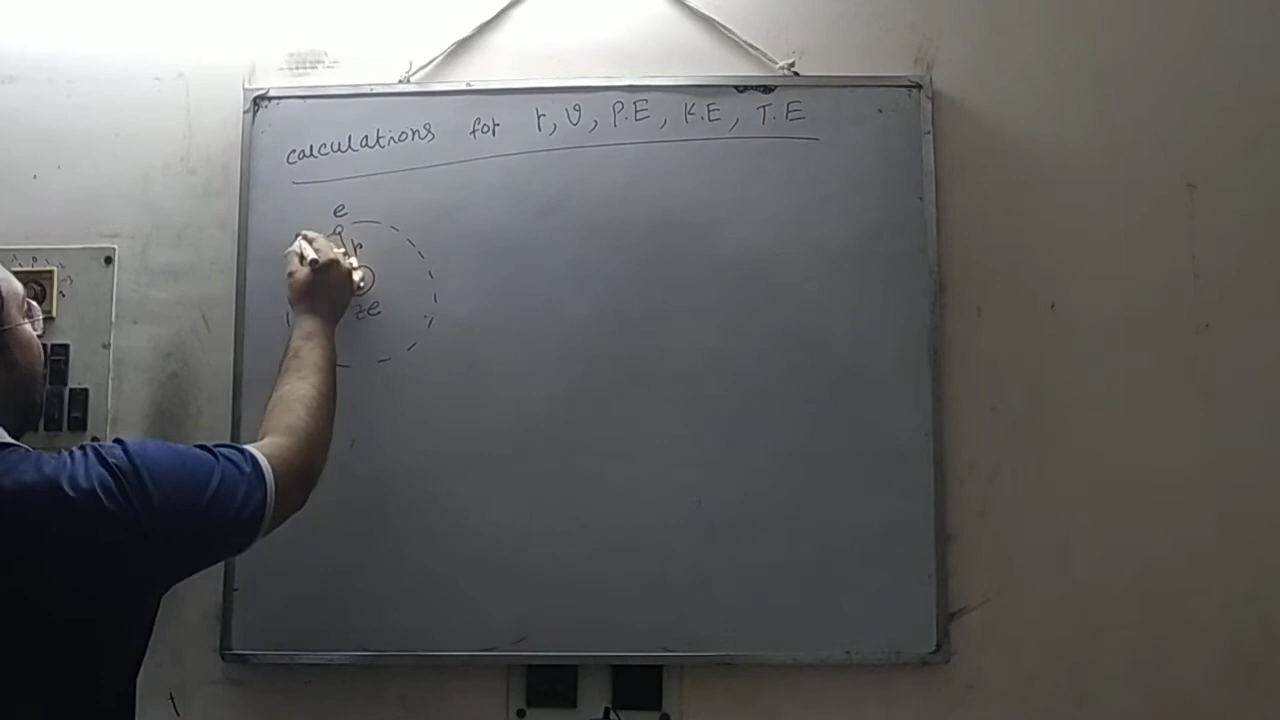 calculations for r, v, P.E, K.E, T.E
e
r
ze